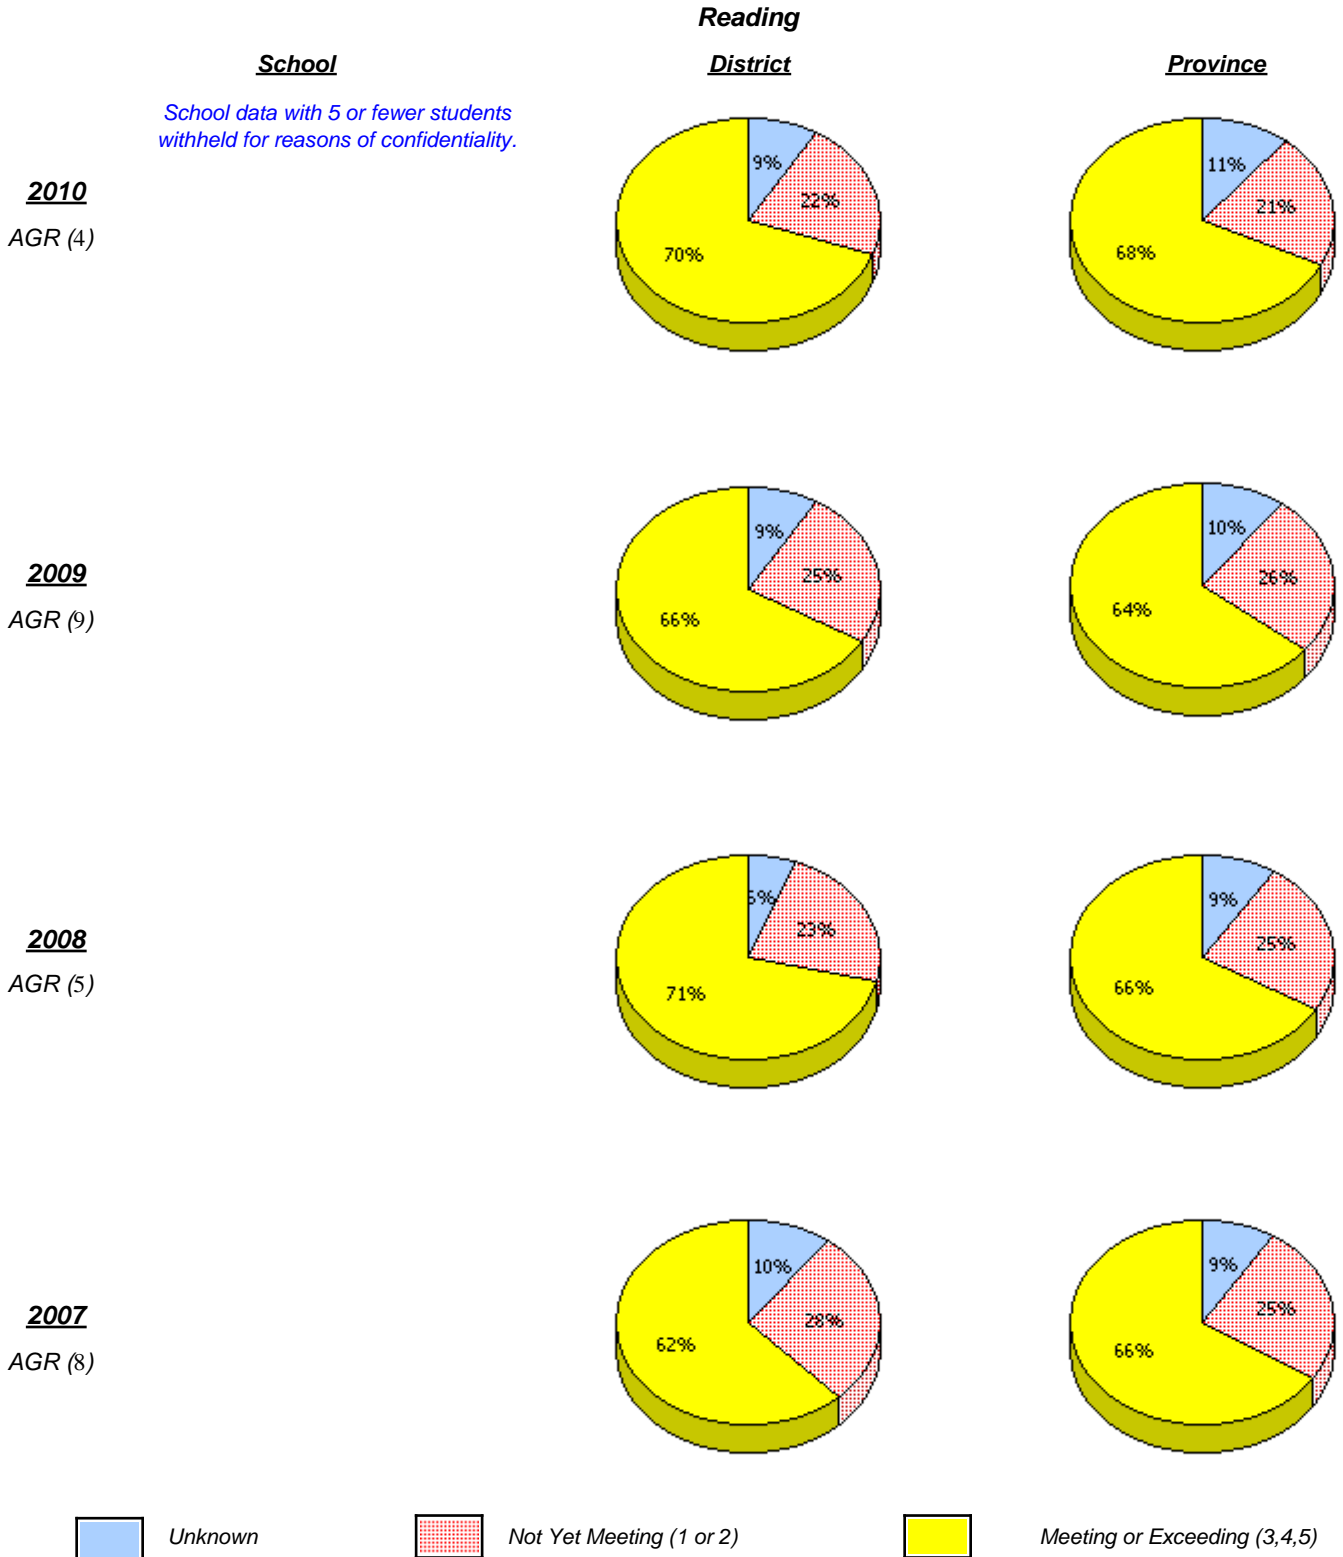 Reading
School
District
Province
School data with 5 or fewer students
withheld for reasons of confidentiality.
2010
AGR (4)
9%
22%
70%
11%
21%
68%
2009
AGR (9)
9%
25%
66%
10%
26%
64%
2008
AGR (5)
23%
71%
9%
25%
66%
2007
AGR (8)
10%
28%
62%
9%
25%
66%
Unknown
Not Yet Meeting (1 or 2)
Meeting or Exceeding (3,4,5)